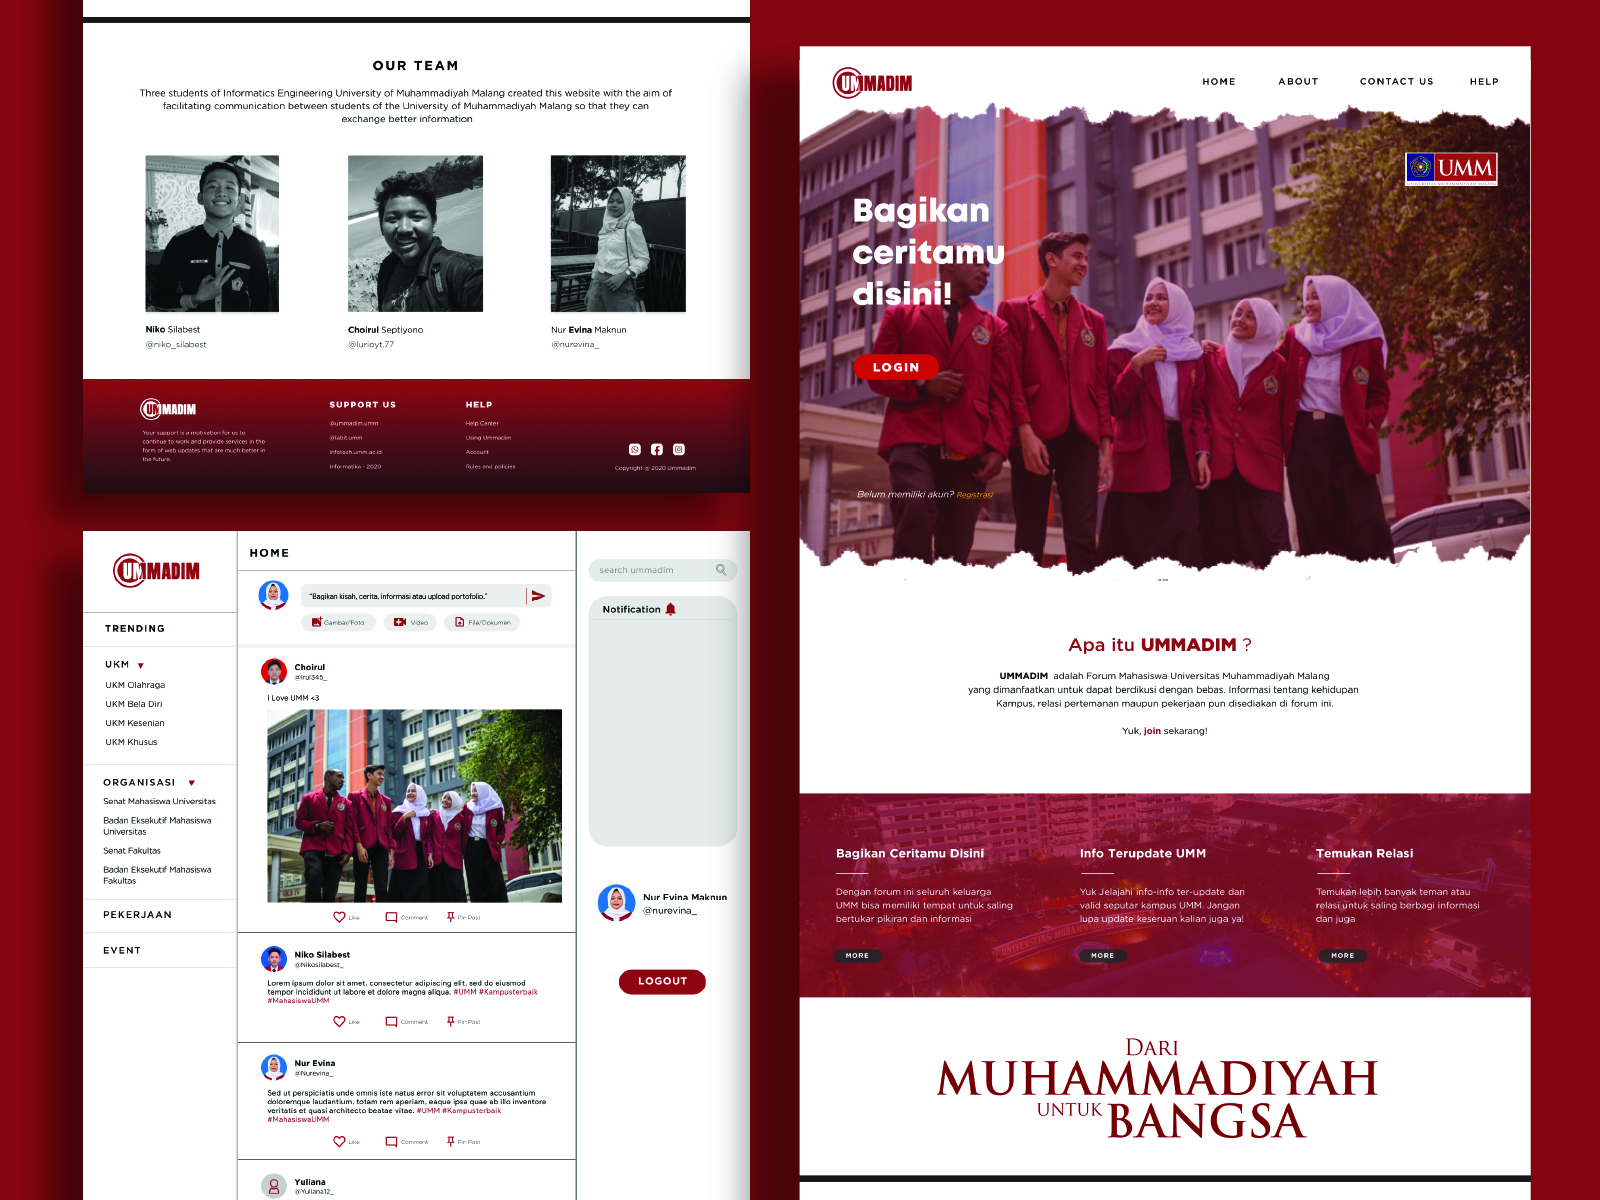 OUR TEAM
Three students of Informatics Engineering University of Muhammadiyah Malang created this website with the aim of
facilitating communication between students of the University of Muhammadiyah Malang so that they can
exchange better information
Niko Silabest
@niko_silabest
Choirul Septiyono
@lurioyt.77
Nur Evina Maknun
@nurevina_
UMMADIM
Your support is a motivation for us to
continue to work and provide services in the
form of web updates that are much better in
the future.
SUPPORT US
@ummadim.umm
@labit.umm
infotech.umm.ac.id
Informatika - 2020
HELP
Help Center
Using Ummadim
Account
Rules and policies
Copyright @ 2020 Ummadim
UMMADIM
TRENDING
UKM
UKM Olahraga
UKM Bela Diri
UKM Kesenian
UKM Khusus
ORGANISASI
Senat Mahasiswa Universitas
Badan Eksekutif Mahasiswa
Universitas
Senat Fakultas
Badan Eksekutif Mahasiswa
Fakultas
PEKERJAAN
EVENT
HOME
"Bagikan kisah, cerita, informasi atau upload portofolio."
Gambar/Foto
Video
File/Dokumen
Choirul
@irul345_
I Love UMM <3
Like
Comment
Pin Post
Niko Silabest
@Nikosilabest_
Lorem ipsum dolor sit amet, consectetur adipiscing elit, sed do eiusmod
tempor incididunt ut labore et dolore magna aliqua. #UMM #Kampusterbaik
#MahasiswaUMM
Like
Comment
Pin Post
Nur Evina
@Nurevina_
Sed ut perspiciatis unde omnis iste natus error sit voluptatem accusantium
doloremque laudantium, totam rem aperiam, eaque ipsa quae ab illo inventore
veritatis et quasi architecto beatae vitae. #UMM #Kampusterbaik
#MahasiswaUMM
Like
Comment
Pin Post
Yuliana
@Yuliana12_
search ummadim
Notification
Nur Evina Maknun
@nurevina_
LOGOUT
UMMADIM
HOME
ABOUT
CONTACT US
HELP
UMM
UNIVERSITAS MUHAMMADIYAH MALANG
Bagikan
ceritamu
disini!
LOGIN
Belum memiliki akun? Registrasi
Apa itu UMMADIM ?
UMMADIM adalah Forum Mahasiswa Universitas Muhammadiyah Malang
yang dimanfaatkan untuk dapat berdikusi dengan bebas. Informasi tentang kehidupan
Kampus, relasi pertemanan maupun pekerjaan pun disediakan di forum ini.
Yuk, join sekarang!
Bagikan Ceritamu Disini
Dengan forum ini seluruh keluarga
UMM bisa memiliki tempat untuk saling
bertukar pikiran dan informasi
MORE
Info Terupdate UMM
Yuk Jelajahi info-info ter-update dan
valid seputar kampus UMM. Jangan
lupa update keseruan kalian juga ya!
MORE
Temukan Relasi
Temukan lebih banyak teman atau
relasi untuk saling berbagi informasi
dan juga
MORE
UNIVERSITAS MUHAMMADIYAH MALANG
DARI
MUHAMMADIYAH
UNTUK BANGSA